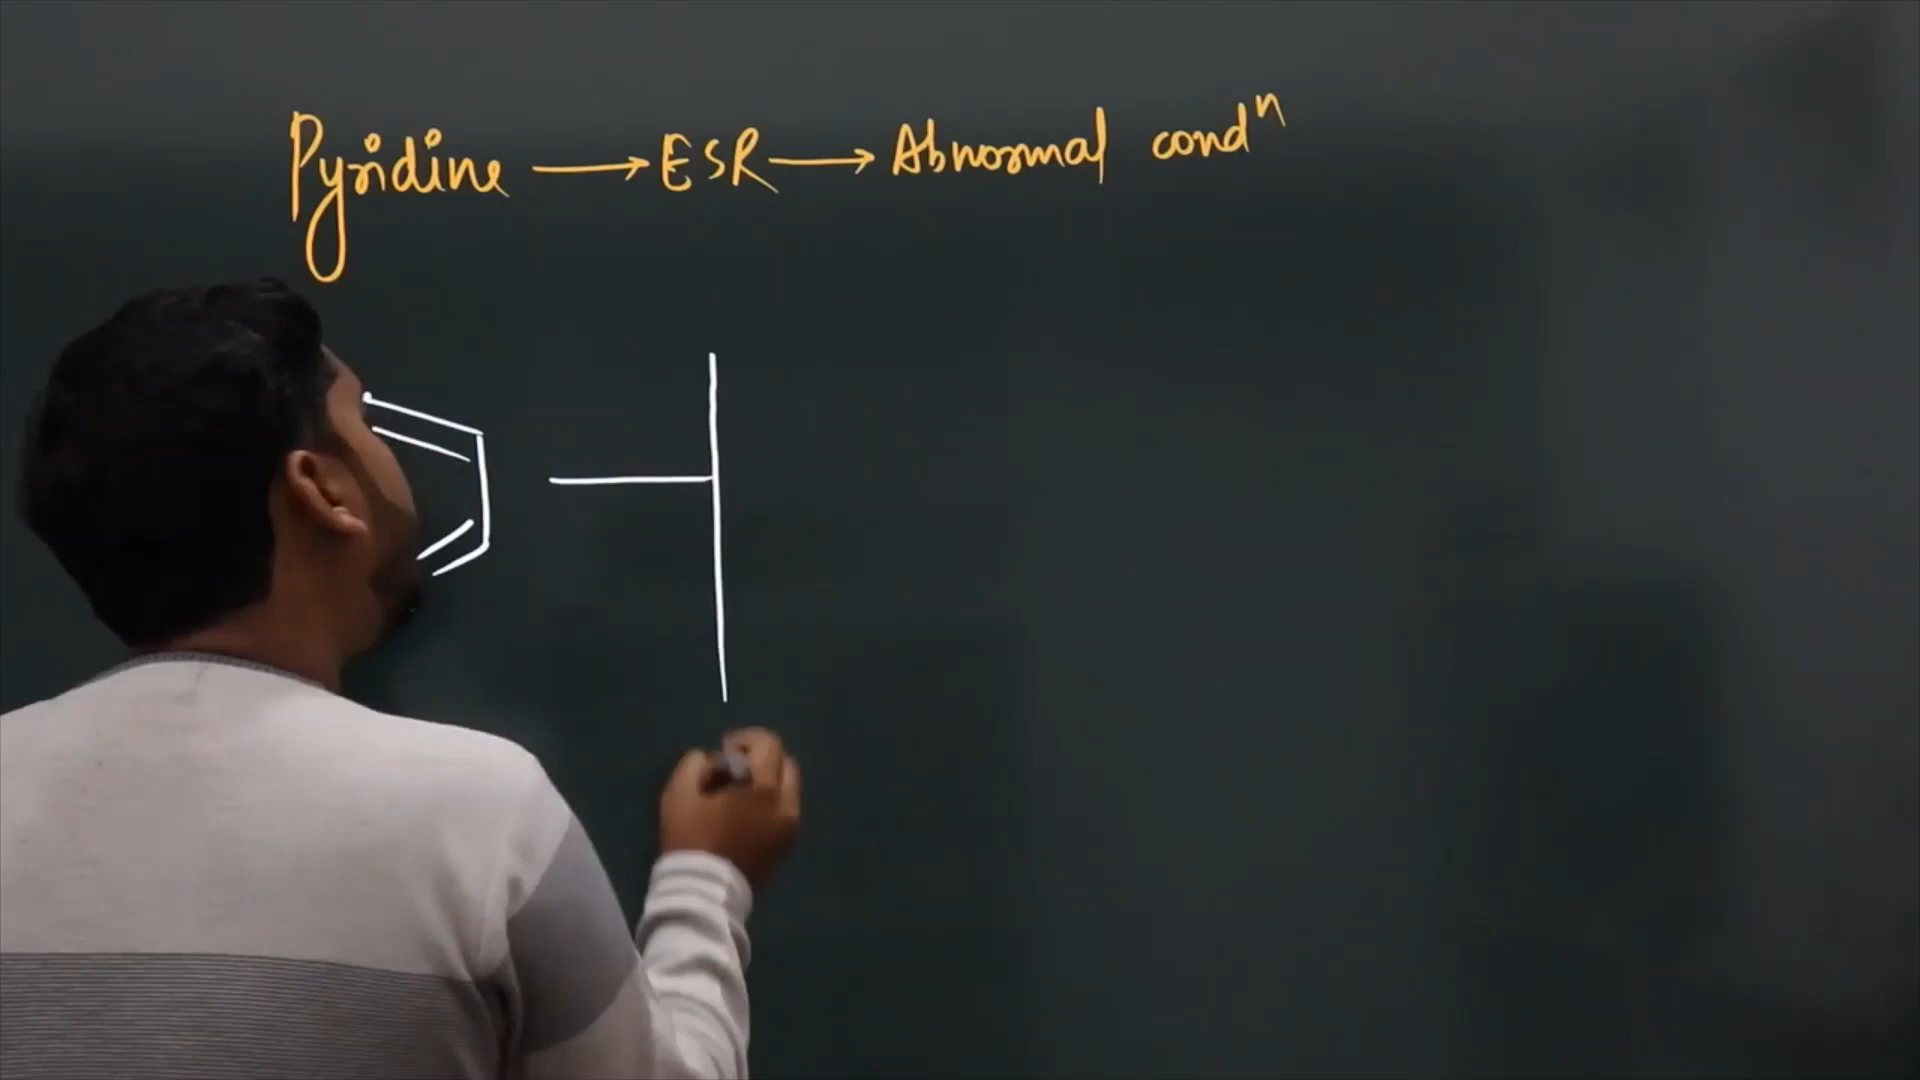 Pyridine → ESR → Abnormal condⁿ